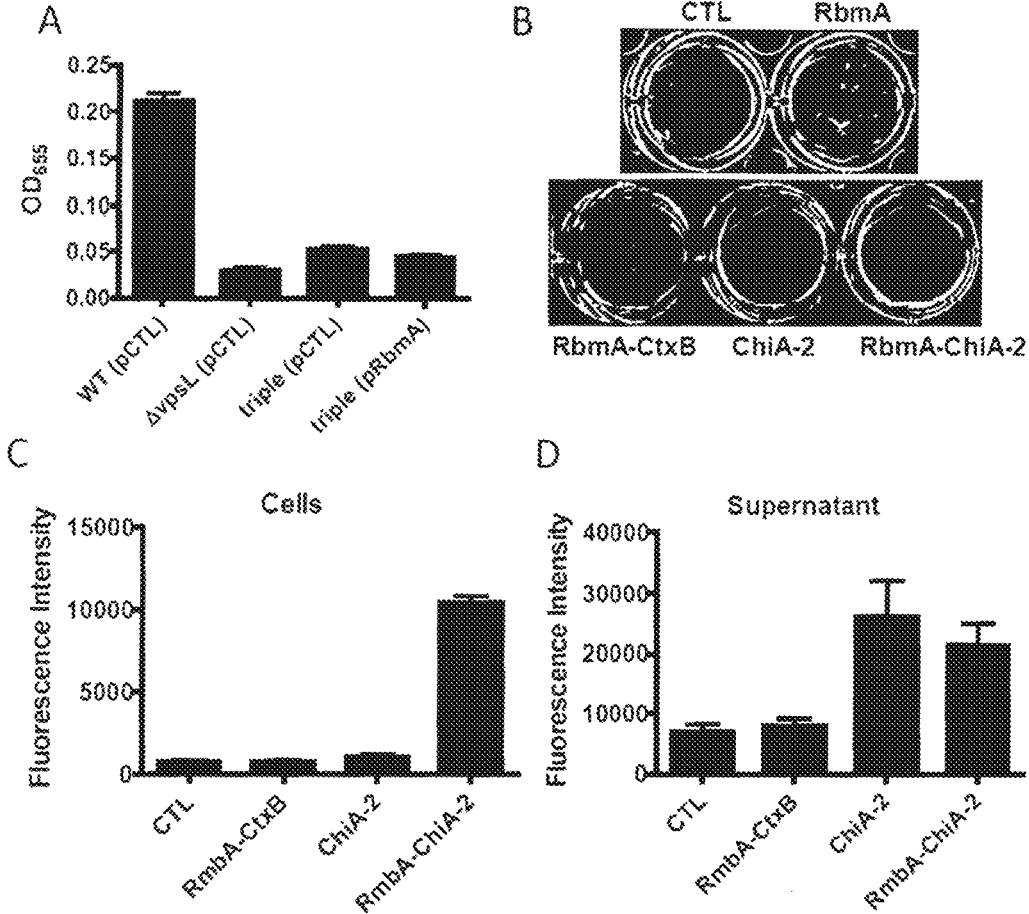 A
OD655
0.25
0.20
0.15
0.10
0.05
0.00
WT (pCTL)
ΔvpsL (pCTL)
triple (pCTL)
triple (pRbmA)
B
CTL RbmA
RbmA-CtxB ChiA-2 RbmA-ChiA-2
C
Cells
Fluorescence Intensity
15000
10000
5000
0
CTL
RmbA-CtxB
ChiA-2
RmbA-ChiA-2
D
Supernatant
Fluorescence Intensity
40000
30000
20000
10000
0
CTL
RmbA-CtxB
ChiA-2
RmbA-ChiA-2